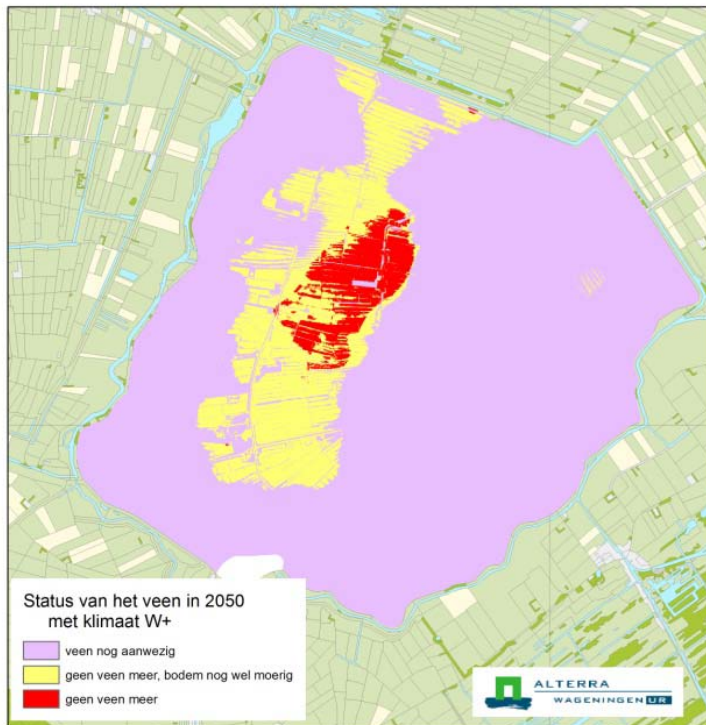 Status van het veen in 2050
met klimaat W+
veen nog aanwezig
geen veen meer, bodem nog wel moerig
geen veen meer
ALTERRA
WAGENINGEN UR